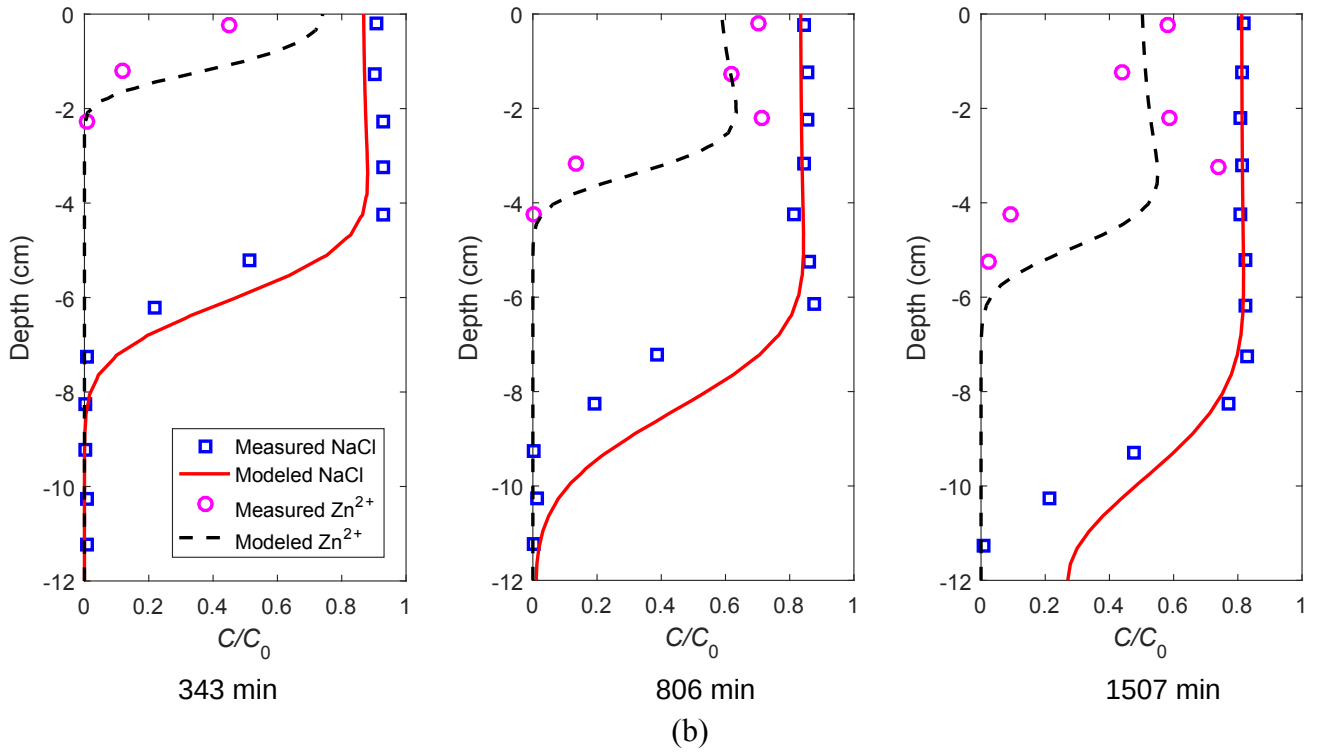 0
-2
-4
-6
-8
-10
-12
Depth (cm)
0 0.2 0.4 0.6 0.8 1
C/C0
Measured NaCl
Modeled NaCl
Measured Zn2+
Modeled Zn2+
343 min
0
-2
-4
-6
-8
-10
-12
Depth (cm)
0 0.2 0.4 0.6 0.8 1
C/C0
806 min
0
-2
-4
-6
-8
-10
-12
Depth (cm)
0 0.2 0.4 0.6 0.8 1
C/C0
1507 min
(b)